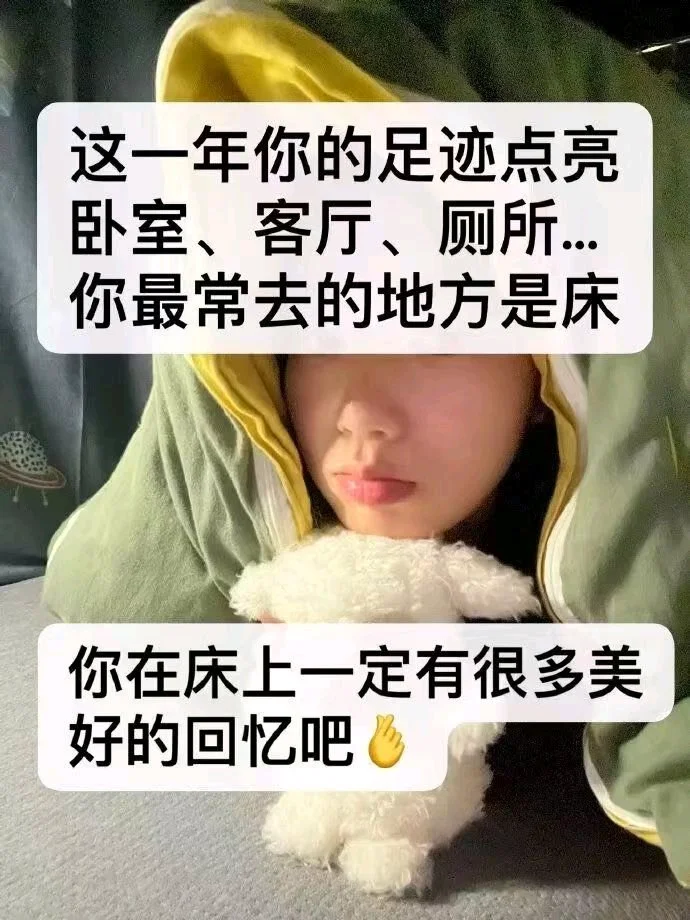 这一年你的足迹点亮
卧室、客厅、厕所...
你最常去的地方是床
你在床上一定有很多美
好的回忆吧🫰